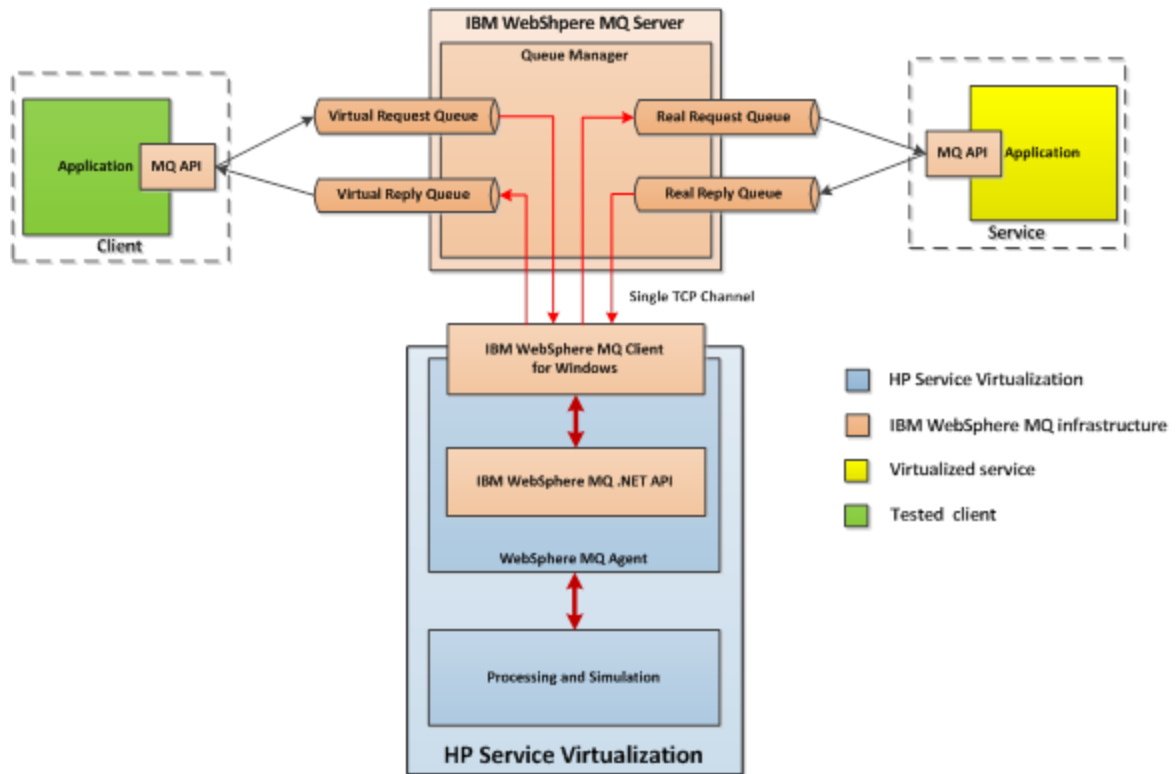 IBM WebShpere MQ Server
Queue Manager
Virtual Request Queue
Real Request Queue
Application
MQ API
MQ API
Application
Virtual Reply Queue
Real Reply Queue
Client
Service
Single TCP Channel
IBM WebSphere MQ Client
for Windows
HP Service Virtualization
IBM WebSphere MQ infrastructure
Virtualized service
IBM WebSphere MQ .NET API
Tested client
WebSphere MQ Agent
Processing and Simulation
HP Service Virtualization